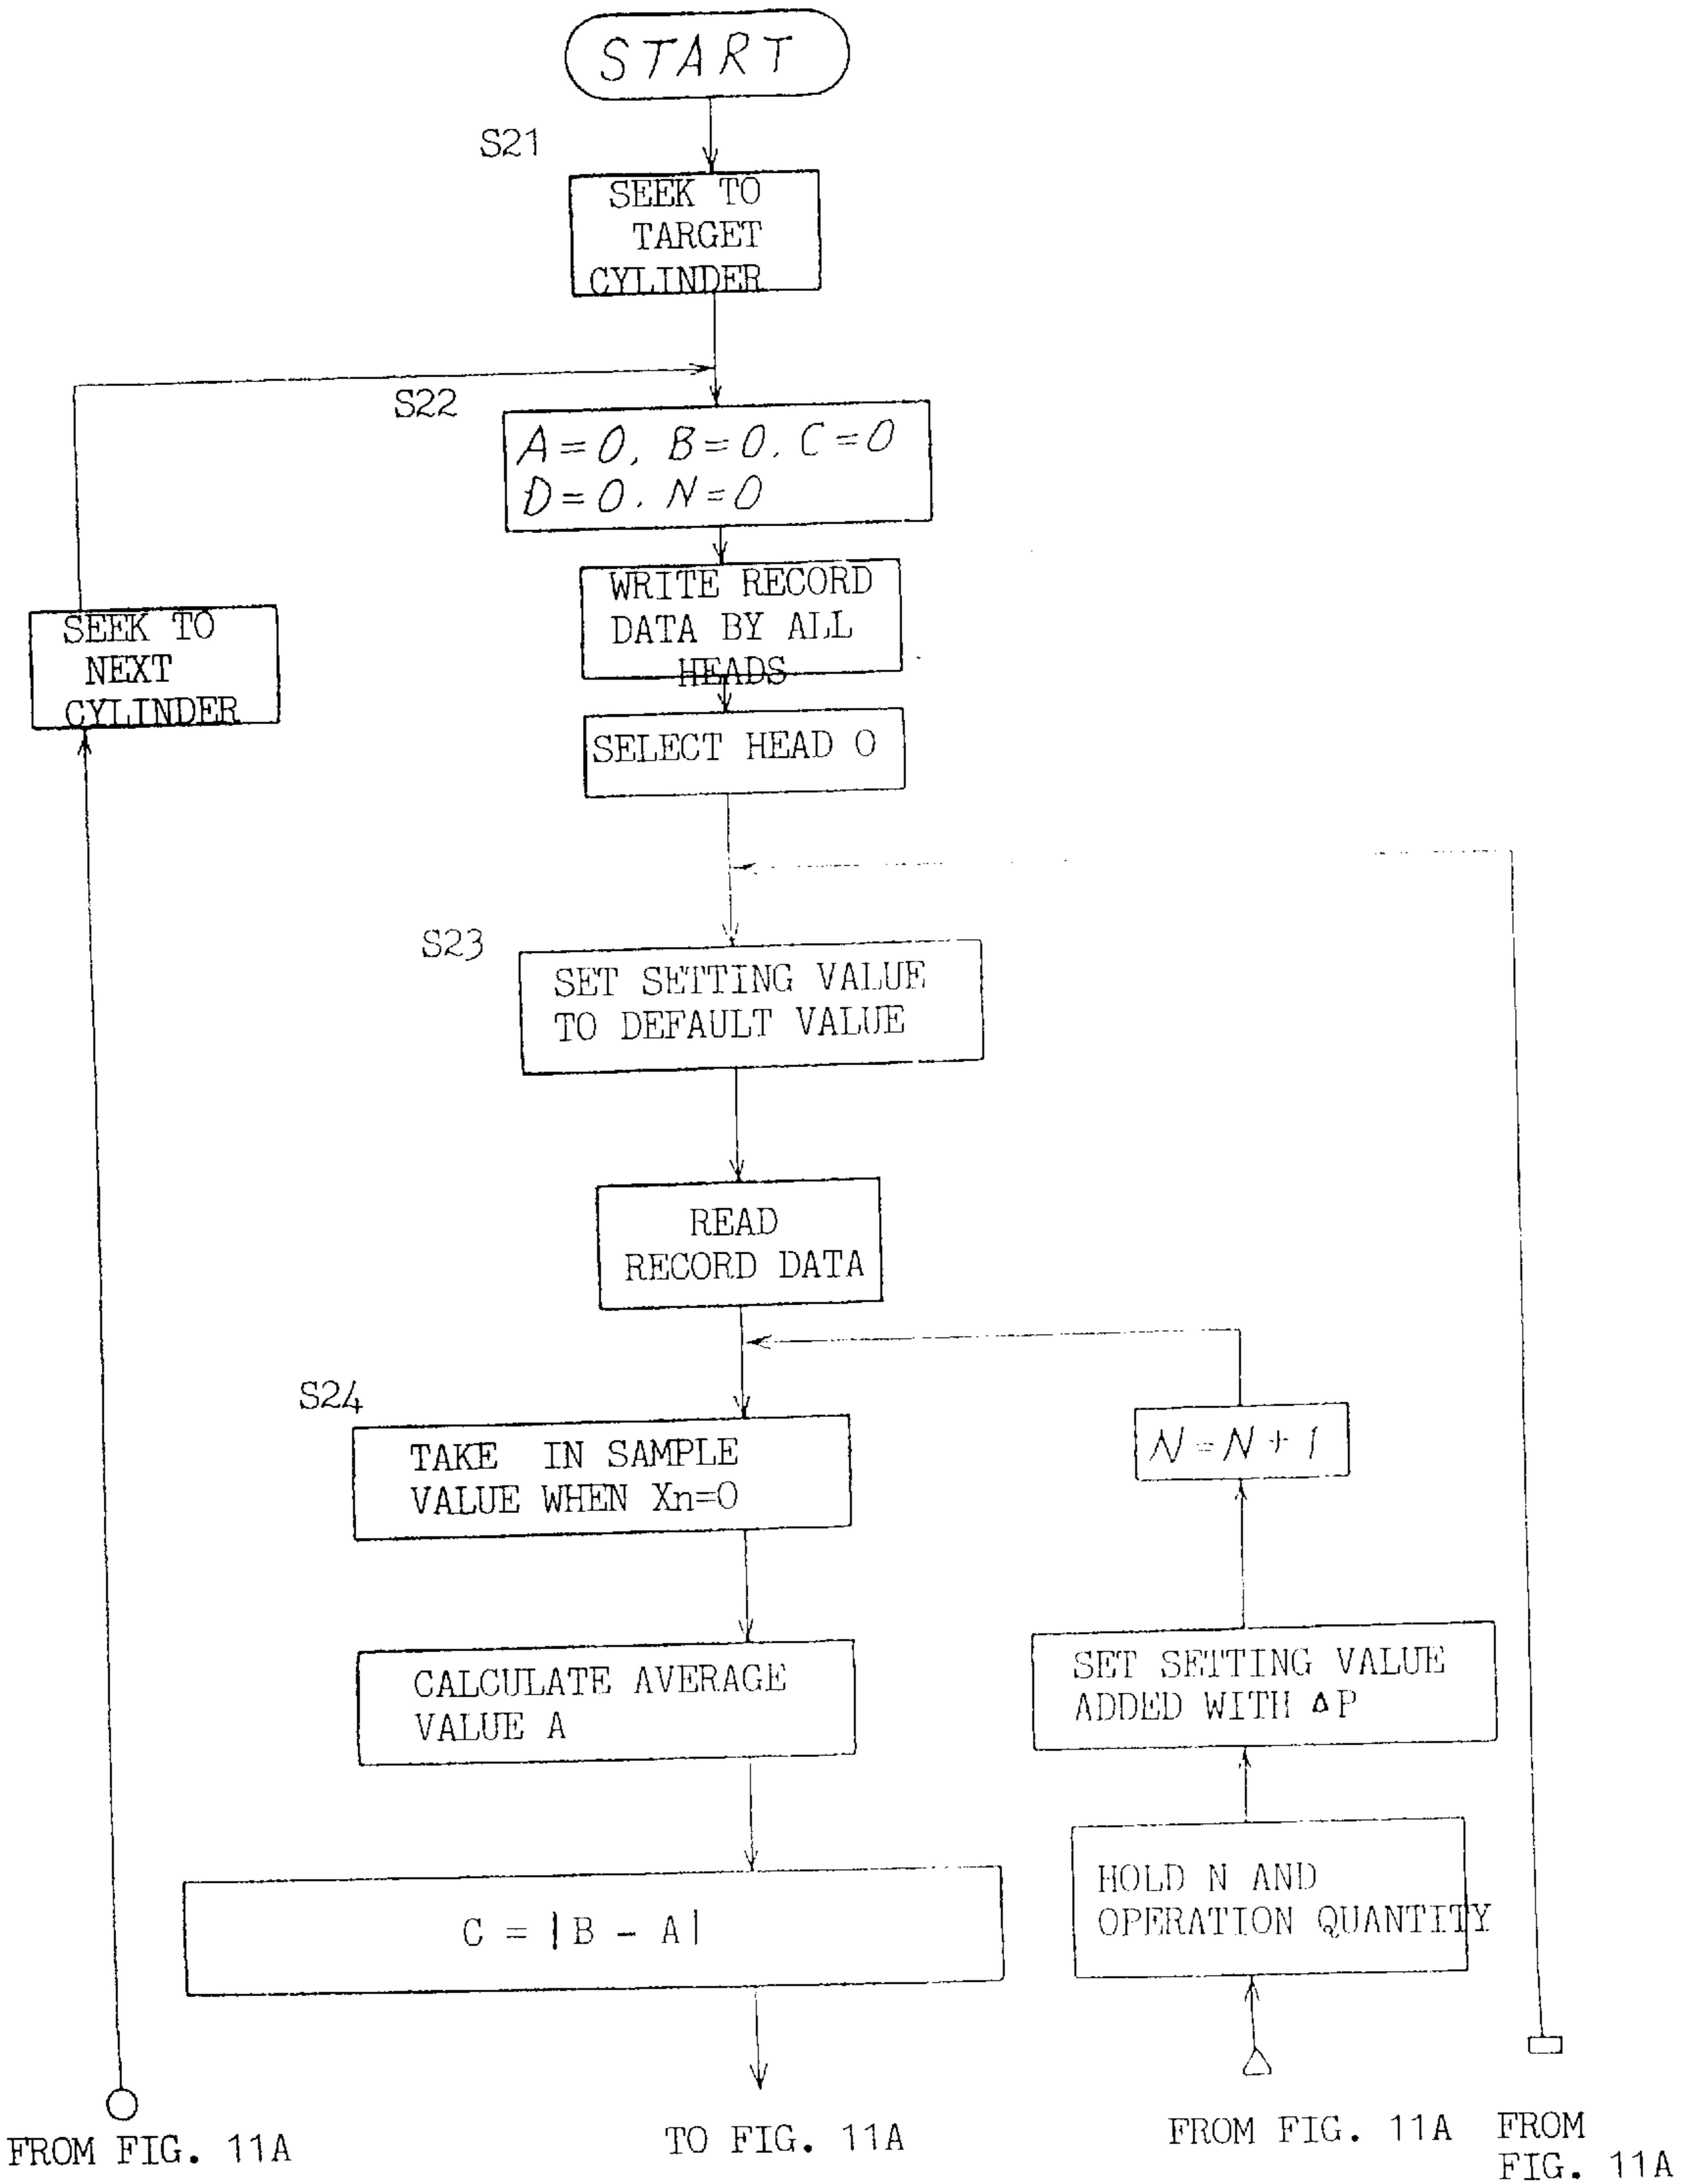 START
S21
SEEK TO
TARGET
CYLINDER
S22
A=0, B=0, C=0
D=0, N=0
WRITE RECORD
DATA BY ALL
HEADS
SEEK TO
NEXT
CYLINDER
SELECT HEAD 0
S23
SET SETTING VALUE
TO DEFAULT VALUE
READ
RECORD DATA
S24
TAKE IN SAMPLE
VALUE WHEN Xn=0
N=N+1
CALCULATE AVERAGE
VALUE A
SET SETTING VALUE
ADDED WITH ΔP
C = |B - A|
HOLD N AND
OPERATION QUANTITY
FROM FIG. 11A
TO FIG. 11A
FROM FIG. 11A
FROM
FIG. 11A